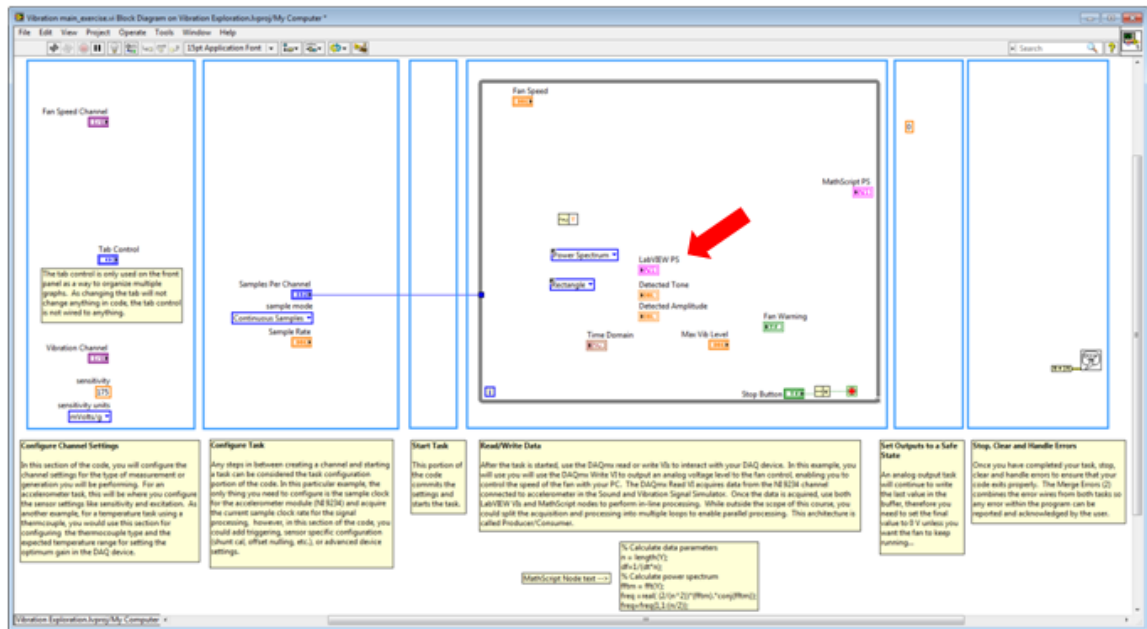 Vibration main_exercise.vi Block Diagram on Vibration Exploration.lvproj/My Computer *
File Edit View Project Operate Tools Window Help
15pt Application Font
Search
Fan Speed Channel
Tab Control
The tab control is only used on the front
panel as a way to organize multiple
graphs. As changing the tab will not
change anything in code, the tab control
is not wired to anything.
Vibration Channel
sensitivity
175
sensitivity units
mVolts/g
Samples Per Channel
sample mode
Continuous Samples
Sample Rate
Fan Speed
MathScript PS
Power Spectrum
LabVIEW PS
Rectangle
Detected Tone
Detected Amplitude
Time Domain
Max Vib Level
Fan Warning
Stop Button
i
0
Configure Channel Settings
In this section of the code, you will configure the
channel settings for the type of measurement or
generation you will be performing. For an
accelerometer task, this will be where you configure
the sensor settings like sensitivity and excitation. As
another example, for a temperature task using a
thermocouple, you would use this section for
configuring the thermocouple type and the
expected temperature range for setting the
optimum gain in the DAQ device.
Configure Task
Any steps in between creating a channel and starting
a task can be considered the task configuration
portion of the code. In this particular example, the
only thing you need to configure is the sample clock
for the accelerometer module (NI 9234) and acquire
the current sample clock rate for the signal
processing, however, in this section of the code, you
could add triggering, sensor specific configuration
(shunt cal, offset nulling, etc.), or advanced device
settings.
Start Task
This portion of
the code
commits the
settings and
starts the task.
Read/Write Data
After the task is started, use the DAQmx read or write VIs to interact with your DAQ device. In this example, you
will use you will use the DAQmx Write VI to output an analog voltage level to the fan control, enabling you to
control the speed of the fan with your PC. The DAQmx Read VI acquires data from the NI 9234 channel
connected to accelerometer in the Sound and Vibration Signal Simulator. Once the data is acquired, use both
LabVIEW VIs and MathScript nodes to perform in-line processing. While outside the scope of this course, you
could split the acquisition and processing into multiple loops to enable parallel processing. This architecture is
called Producer/Consumer.
Set Outputs to a Safe
State
An analog output task
will continue to write
the last value in the
buffer, therefore you
need to set the final
value to 0 V unless you
want the fan to keep
running...
Stop, Clear and Handle Errors
Once you have completed your task, stop,
clear and handle errors to ensure that your
code exits properly. The Merge Errors (2)
combines the error wires from both tasks so
any error within the program can be
reported and acknowledged by the user.
MathScript Node text -->
% Calculate data parameters
n = length(Y);
df=1/(dt*n);
% Calculate power spectrum
fftm = fft(Y);
freq =real( (2/(n^2))*(fftm).*conj(fftm));
freq=freq(1,1:(n/2));
Vibration Exploration.lvproj/My Computer